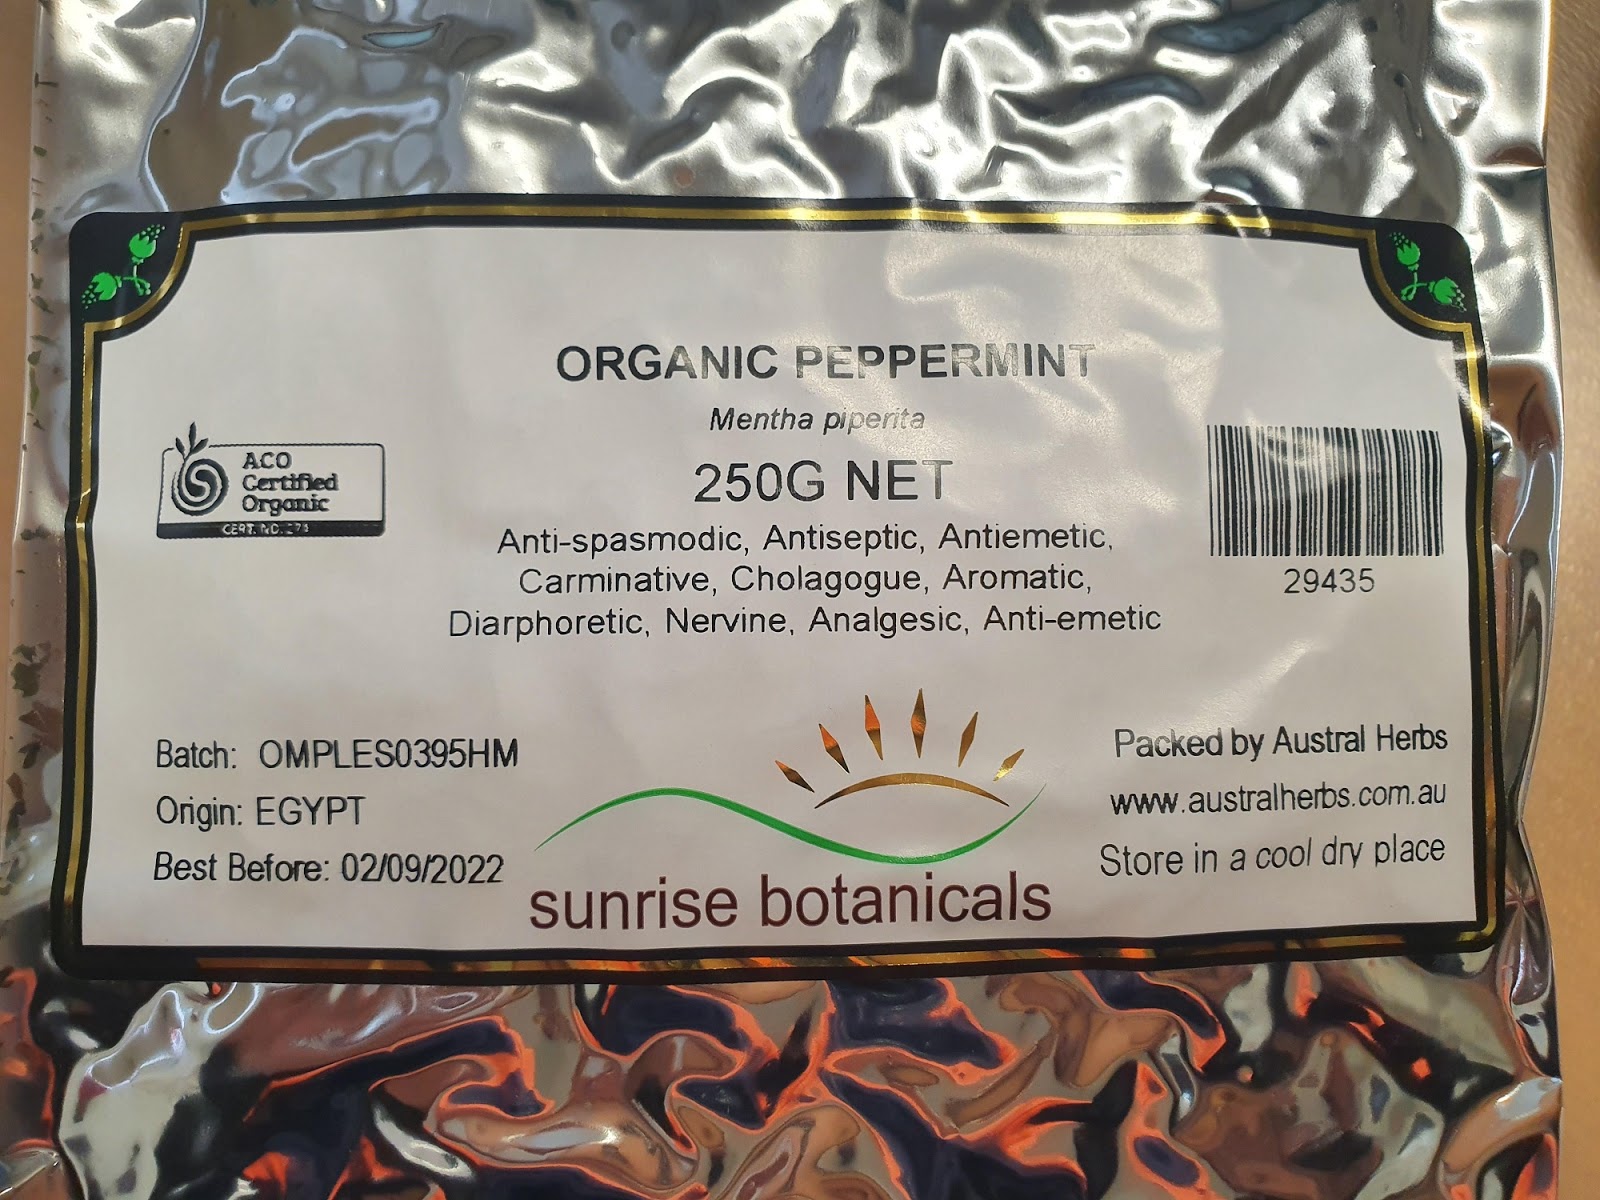 ORGANIC PEPPERMINT
Mentha piperita
250G NET
Anti-spasmodic, Antiseptic, Antiemetic,
Carminative, Cholagogue, Aromatic,
Diarphoretic, Nervine, Analgesic, Anti-emetic
ACO
Certified
Organic
CERT. NO.
29435
Batch: OMPLES0395HM
Origin: EGYPT
Best Before: 02/09/2022
sunrise botanicals
Packed by Austral Herbs
www.australherbs.com.au
Store in a cool dry place